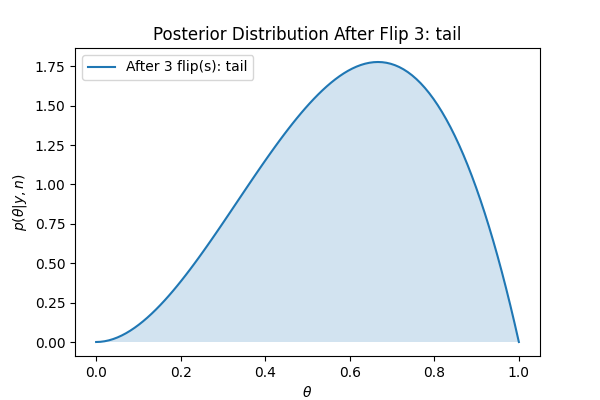 Posterior Distribution After Flip 3: tail
After 3 flip(s): tail
1.75
1.50
1.25
1.00
0.75
0.50
0.25
0.00
p(θ|y, n)
0.0 0.2 0.4 0.6 0.8 1.0
θ